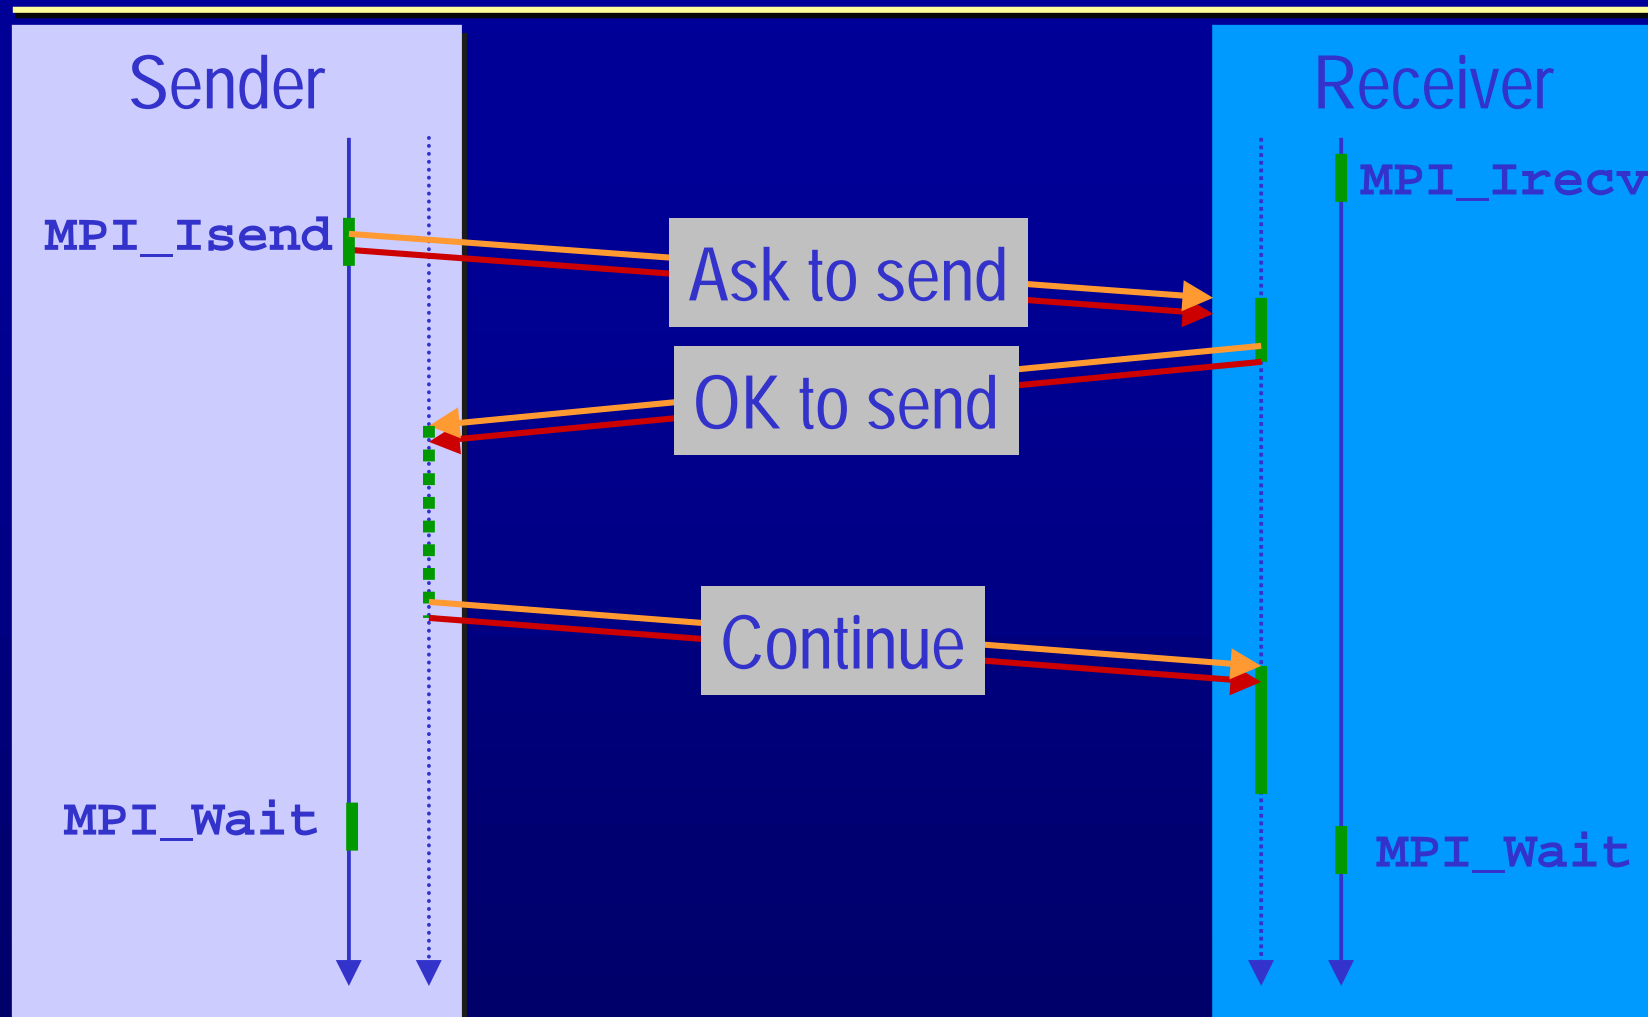 Sender
Receiver
MPI_Irecv
MPI_Isend
Ask to send
OK to send
Continue
MPI_Wait
MPI_Wait